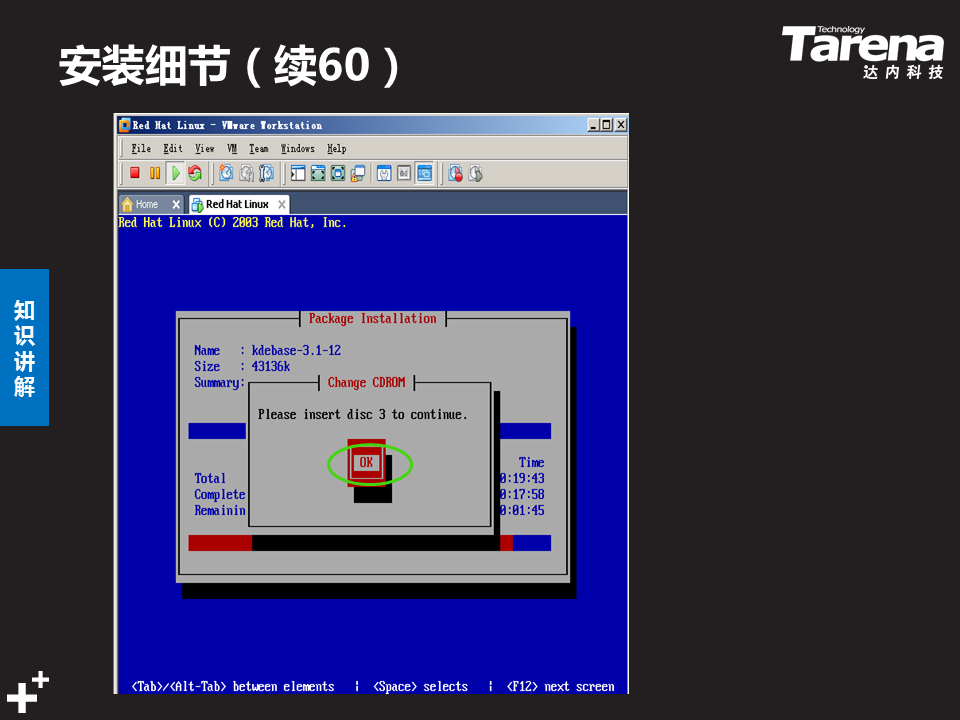 安装细节（续60）
Technology
Tarena
达内科技
Red Hat Linux - VMware Workstation
File Edit View VM Team Windows Help
Home Red Hat Linux
Red Hat Linux (C) 2003 Red Hat, Inc.
Package Installation
Name : kdebase-3.1-12
Size : 43136k
Summary:
Change CDROM
Please insert disc 3 to continue.
OK
Time
Total 0:19:43
Complete 0:17:58
Remainin 0:01:45
<Tab>/<Alt-Tab> between elements | <Space> selects | <F12> next screen
知识讲解